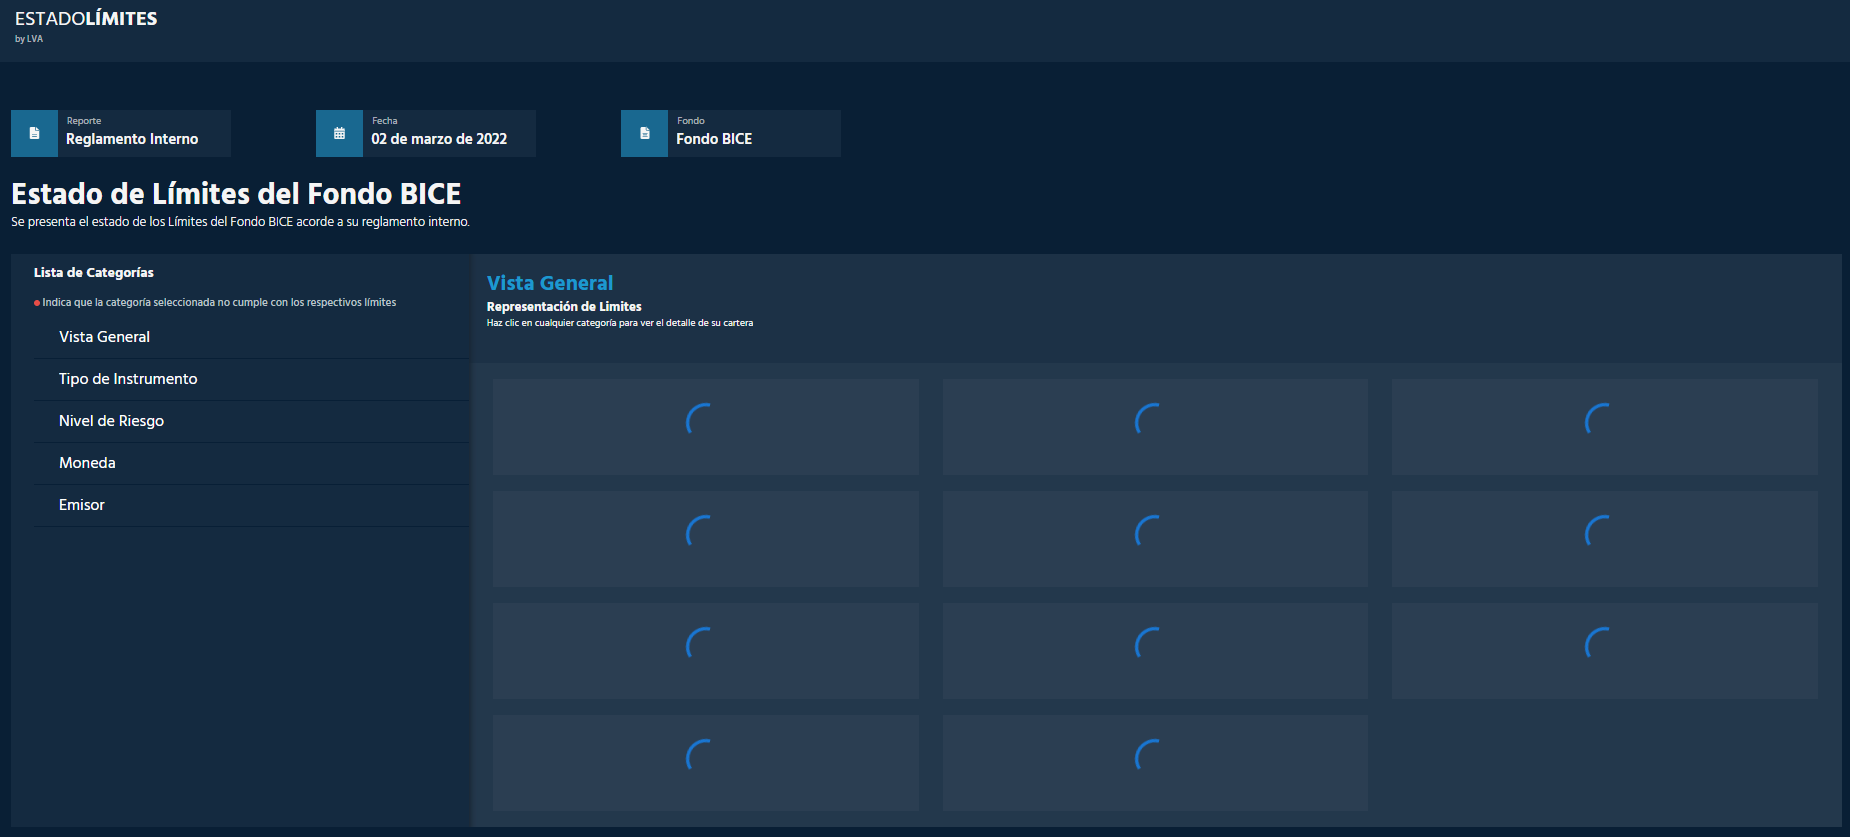 ESTADOLÍMITES
by LVA
Reporte
Reglamento Interno
Fecha
02 de marzo de 2022
Fondo
Fondo BICE
Estado de Límites del Fondo BICE
Se presenta el estado de los Límites del Fondo BICE acorde a su reglamento interno.
Lista de Categorías
Indica que la categoría seleccionada no cumple con los respectivos límites
Vista General
Tipo de Instrumento
Nivel de Riesgo
Moneda
Emisor
Vista General
Representación de Limites
Haz clic en cualquier categoría para ver el detalle de su cartera